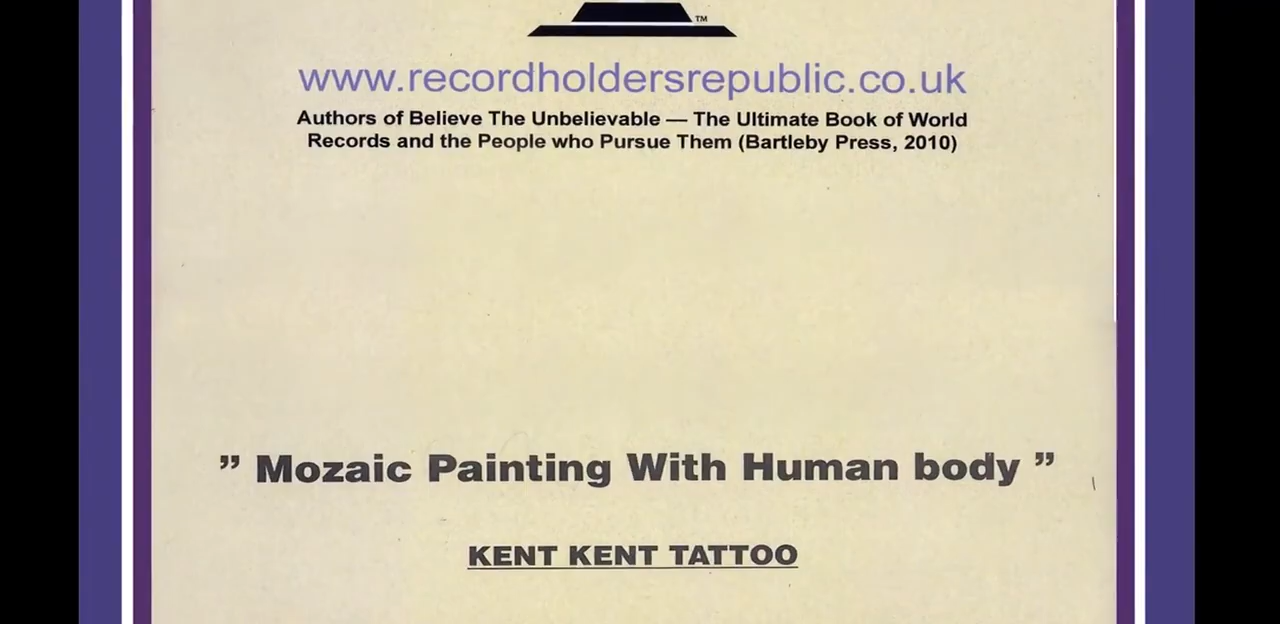 TM
www.recordholdersrepublic.co.uk
Authors of Believe The Unbelievable — The Ultimate Book of World
Records and the People who Pursue Them (Bartleby Press, 2010)
” Mozaic Painting With Human body ”
KENT KENT TATTOO